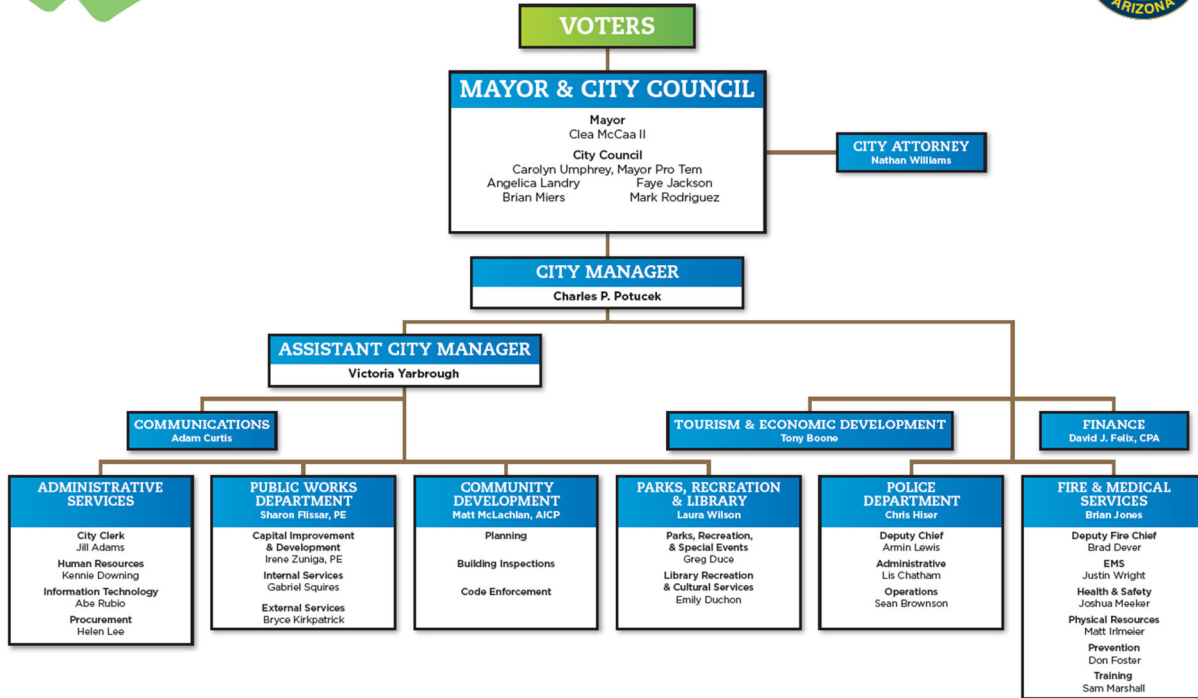 ARIZONA
VOTERS
MAYOR & CITY COUNCIL
Mayor
Clea McCaa II
City Council
Carolyn Umphrey, Mayor Pro Tem
Angelica Landry Faye Jackson
Brian Miers Mark Rodriguez
CITY ATTORNEY
Nathan Williams
CITY MANAGER
Charles P. Potucek
ASSISTANT CITY MANAGER
Victoria Yarbrough
COMMUNICATIONS
Adam Curtis
TOURISM & ECONOMIC DEVELOPMENT
Tony Boone
FINANCE
David J. Felix, CPA
ADMINISTRATIVE
SERVICES
City Clerk
Jill Adams
Human Resources
Kennie Downing
Information Technology
Abe Rubio
Procurement
Helen Lee
PUBLIC WORKS
DEPARTMENT
Sharon Flissar, PE
Capital Improvement
& Development
Irene Zuniga, PE
Internal Services
Gabriel Squires
External Services
Bryce Kirkpatrick
COMMUNITY
DEVELOPMENT
Matt McLachlan, AICP
Planning
Building Inspections
Code Enforcement
PARKS, RECREATION
& LIBRARY
Laura Wilson
Parks, Recreation,
& Special Events
Greg Duce
Library Recreation
& Cultural Services
Emily Duchon
POLICE
DEPARTMENT
Chris Hiser
Deputy Chief
Armin Lewis
Administrative
Lis Chatham
Operations
Sean Brownson
FIRE & MEDICAL
SERVICES
Brian Jones
Deputy Fire Chief
Brad Dever
EMS
Justin Wright
Health & Safety
Joshua Meeker
Physical Resources
Matt Irlmeier
Prevention
Don Foster
Training
Sam Marshall